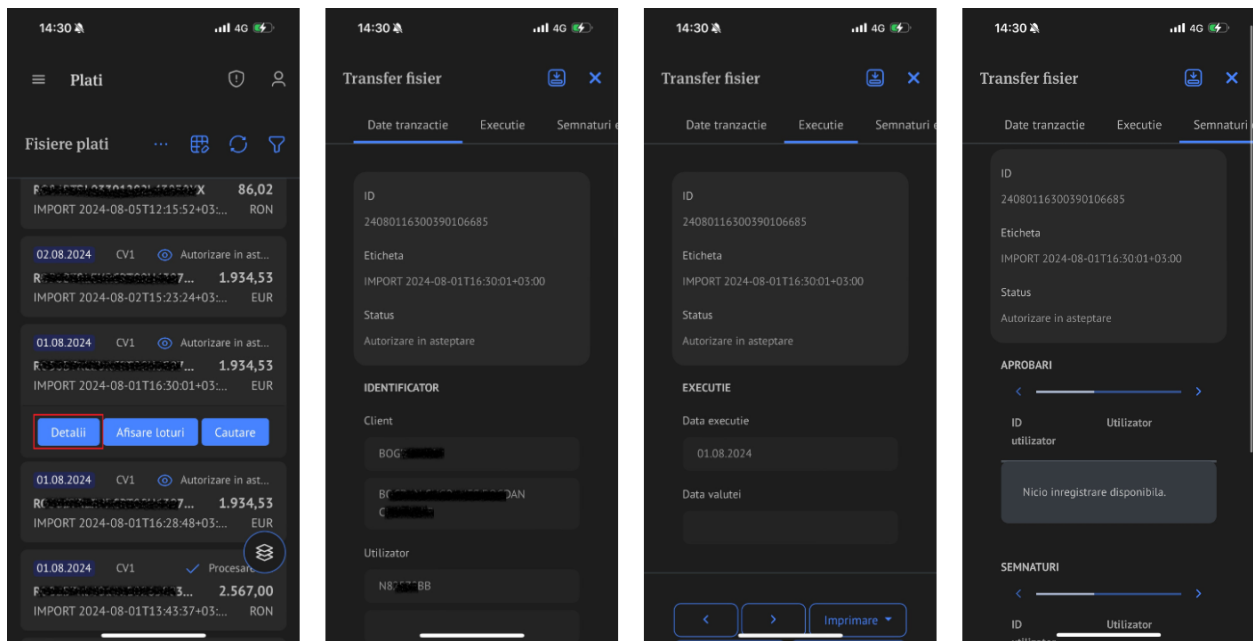 14:30
4G
Plati
Fisiere plati
86,02
IMPORT 2024-08-05T12:15:52+03:... RON
02.08.2024 CV1 Autorizare in ast...
1.934,53
IMPORT 2024-08-02T15:23:24+03:... EUR
01.08.2024 CV1 Autorizare in ast...
1.934,53
IMPORT 2024-08-01T16:30:01+03:... EUR
Detalii Afisare loturi Cautare
01.08.2024 CV1 Autorizare in ast...
1.934,53
IMPORT 2024-08-01T16:28:48+03:... EUR
01.08.2024 CV1
2.567,00
IMPORT 2024-08-01T13:43:37+03:... RON
14:30
4G
Transfer fisier
Date tranzactie Executie Semnaturi
ID
24080116300390106685
Eticheta
IMPORT 2024-08-01T16:30:01+03:00
Status
Autorizare in asteptare
IDENTIFICATOR
Client
Utilizator
14:30
4G
Transfer fisier
Date tranzactie Executie Semnaturi
ID
24080116300390106685
Eticheta
IMPORT 2024-08-01T16:30:01+03:00
Status
Autorizare in asteptare
EXECUTIE
Data executie
01.08.2024
Data valutei
Imprimare
14:30
4G
Transfer fisier
Date tranzactie Executie Semnaturi
ID
24080116300390106685
Eticheta
IMPORT 2024-08-01T16:30:01+03:00
Status
Autorizare in asteptare
APROBARI
ID utilizator Utilizator
Nicio inregistrare disponibila.
SEMNATURI
ID Utilizator